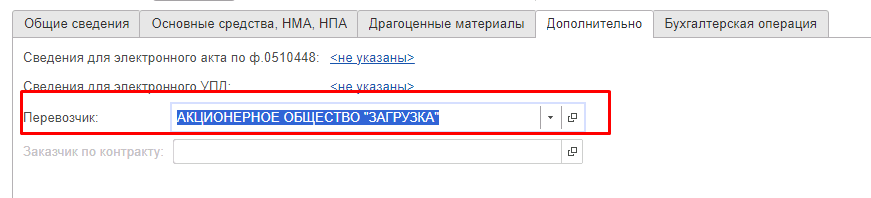 Общие сведения Основные средства, НМА, НПА Драгоценные материалы Дополнительно Бухгалтерская операция
Сведения для электронного акта по ф.0510448: <не указаны>
Сведения для электронного УПД: <не указаны>
Перевозчик: АКЦИОНЕРНОЕ ОБЩЕСТВО "ЗАГРУЗКА"
Заказчик по контракту: